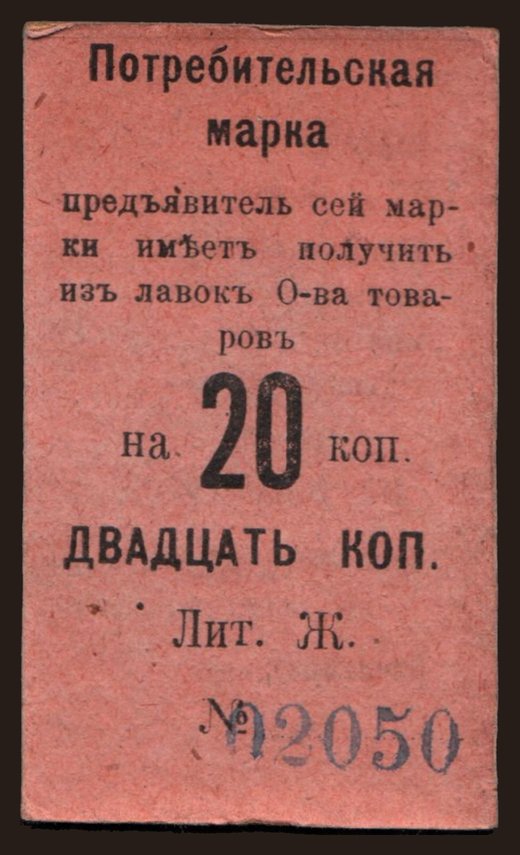 Потребительская
марка
предъявитель сей мар-
ки имѣетъ получить
изъ лавокъ О-ва това-
ровъ
на 20 коп.
ДВАДЦАТЬ КОП.
Лит. Ж.
№ 02050